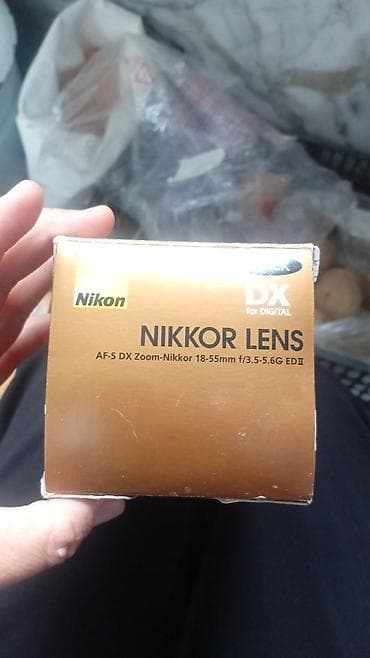 Nikon
DX
for DIGITAL
NIKKOR LENS
AF-S DX Zoom-Nikkor 18-55mm f/3.5-5.6G EDⅡ